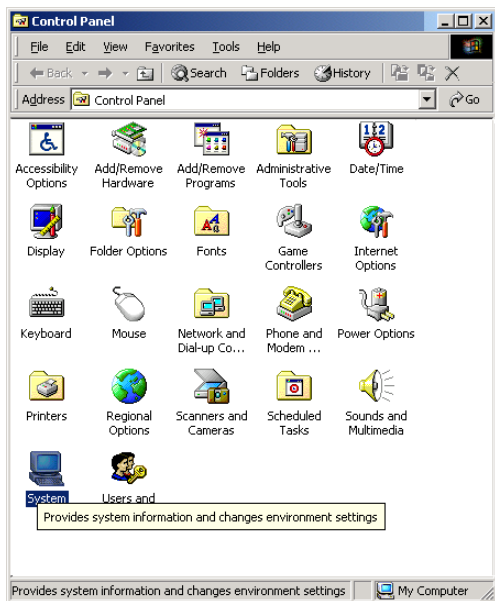 Control Panel
File Edit View Favorites Tools Help
Back Search Folders History
Address Control Panel Go
Accessibility Options
Add/Remove Hardware
Add/Remove Programs
Administrative Tools
Date/Time
Display
Folder Options
Fonts
Game Controllers
Internet Options
Keyboard
Mouse
Network and Dial-up Co...
Phone and Modem ...
Power Options
Printers
Regional Options
Scanners and Cameras
Scheduled Tasks
Sounds and Multimedia
System
Users and
Provides system information and changes environment settings
Provides system information and changes environment settings My Computer